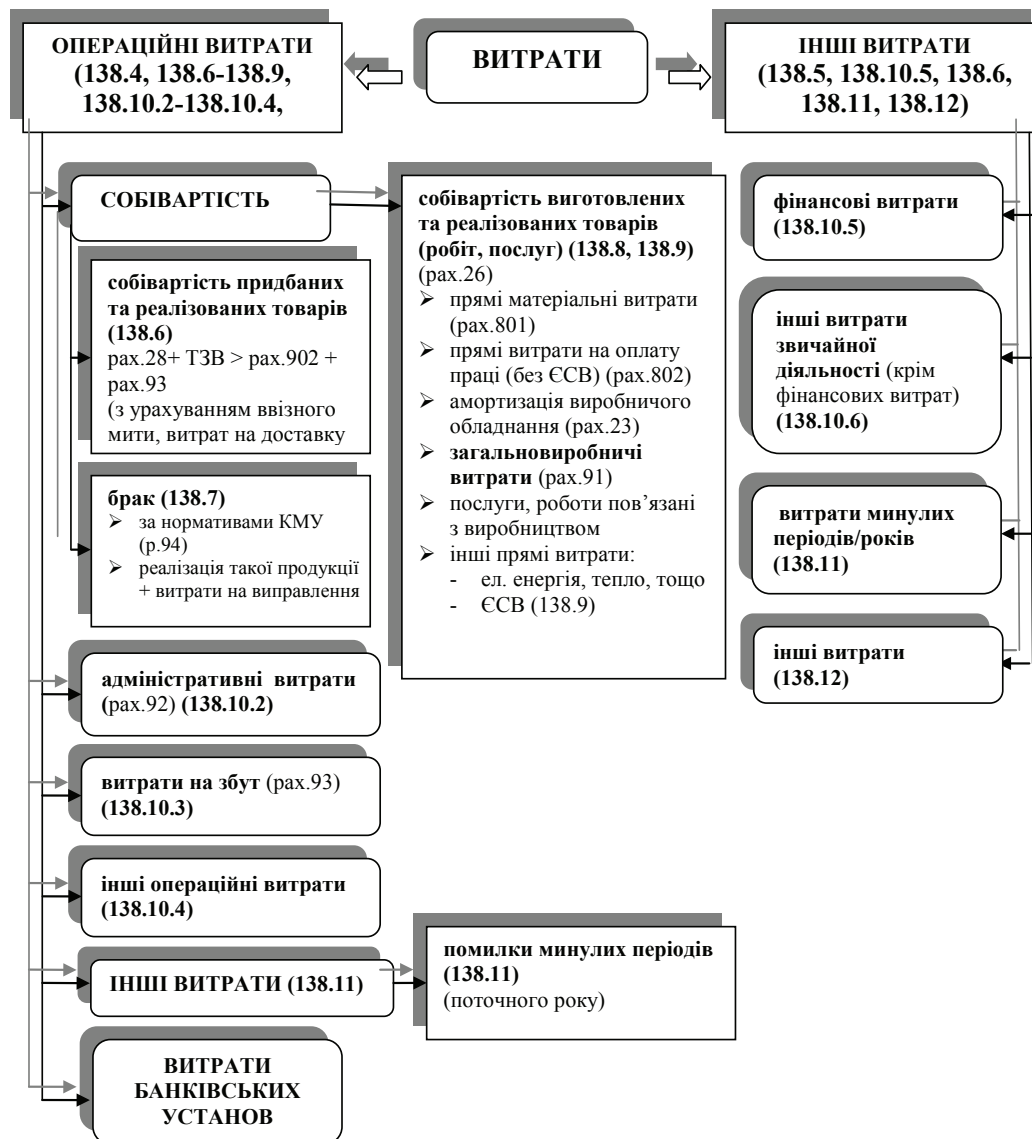 ОПЕРАЦІЙНІ ВИТРАТИ
(138.4, 138.6-138.9,
138.10.2-138.10.4,
ВИТРАТИ
ІНШІ ВИТРАТИ
(138.5, 138.10.5, 138.6,
138.11, 138.12)
СОБІВАРТІСТЬ
собівартість придбаних
та реалізованих товарів
(138.6)
рах.28+ ТЗВ > рах.902 +
рах.93
(з урахуванням ввізного
мити, витрат на доставку
брак (138.7)
➢ за нормативами КМУ
(р.94)
➢ реалізація такої продукції
+ витрати на виправлення
собівартість виготовлених
та реалізованих товарів
(робіт, послуг) (138.8, 138.9)
(рах.26)
➢ прямі матеріальні витрати
(рах.801)
➢ прямі витрати на оплату
праці (без ЄСВ) (рах.802)
➢ амортизація виробничого
обладнання (рах.23)
➢ загальновиробничі
витрати (рах.91)
➢ послуги, роботи пов’язані
з виробництвом
➢ інші прямі витрати:
- ел. енергія, тепло, тощо
- ЄСВ (138.9)
фінансові витрати
(138.10.5)
інші витрати
звичайної
діяльності (крім
фінансових витрат)
(138.10.6)
витрати минулих
періодів/років
(138.11)
інші витрати
(138.12)
адміністративні витрати
(рах.92) (138.10.2)
витрати на збут (рах.93)
(138.10.3)
інші операційні витрати
(138.10.4)
ІНШІ ВИТРАТИ (138.11)
помилки минулих періодів
(138.11)
(поточного року)
ВИТРАТИ
БАНКІВСЬКИХ
УСТАНОВ